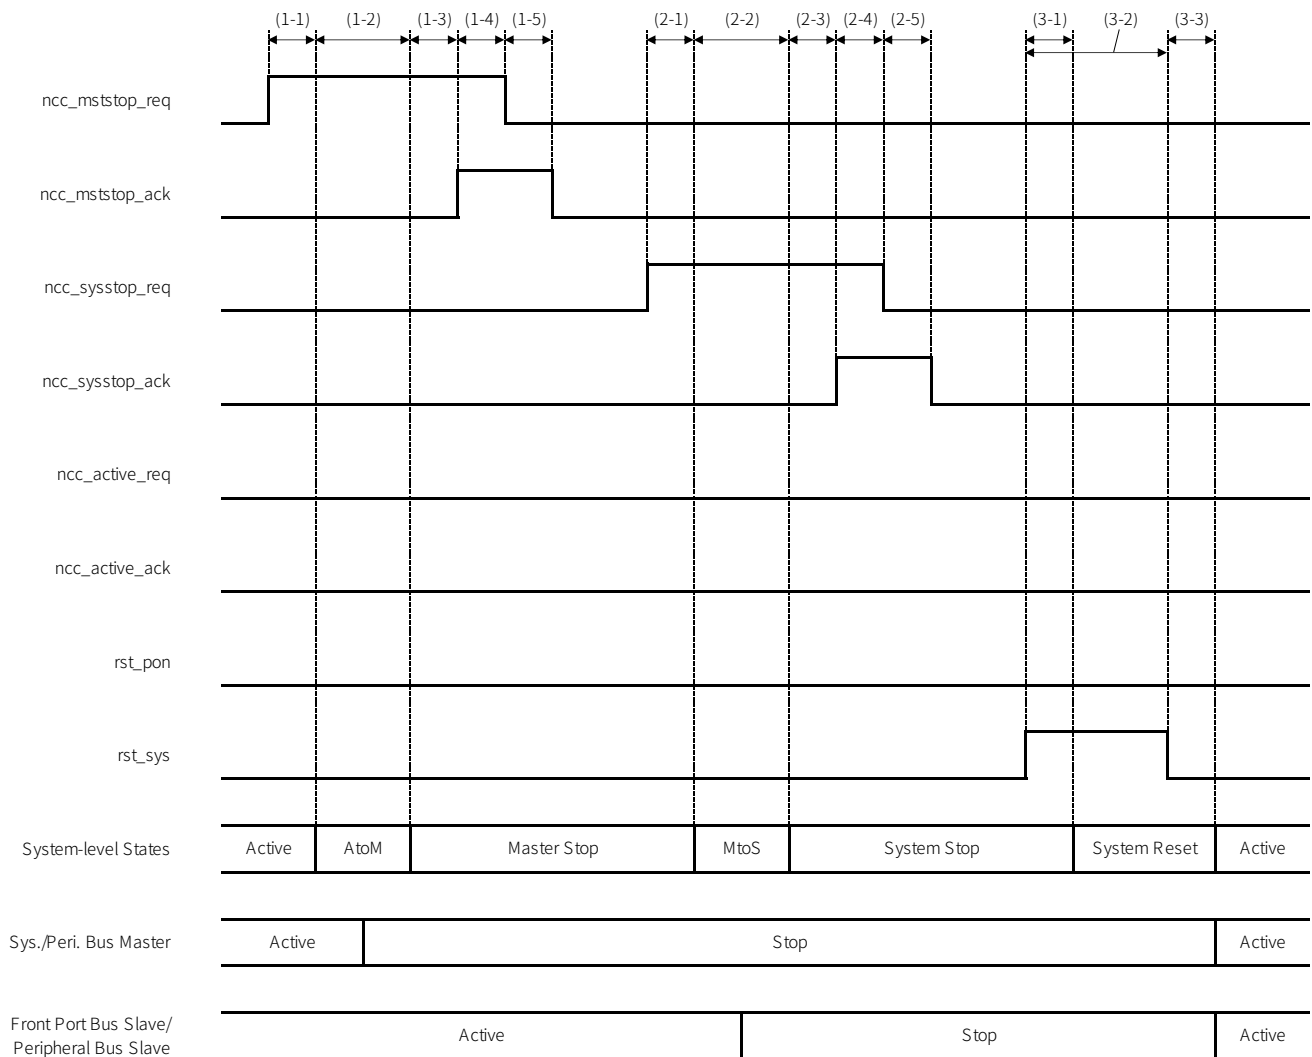 (1-1) (1-2) (1-3) (1-4) (1-5) (2-1) (2-2) (2-3) (2-4) (2-5) (3-1) (3-2) (3-3)
ncc_mststop_req
ncc_mststop_ack
ncc_sysstop_req
ncc_sysstop_ack
ncc_active_req
ncc_active_ack
rst_pon
rst_sys
System-level States Active AtoM Master Stop MtoS System Stop System Reset Active
Sys./Peri. Bus Master Active Stop Active
Front Port Bus Slave/
Peripheral Bus Slave Active Stop Active